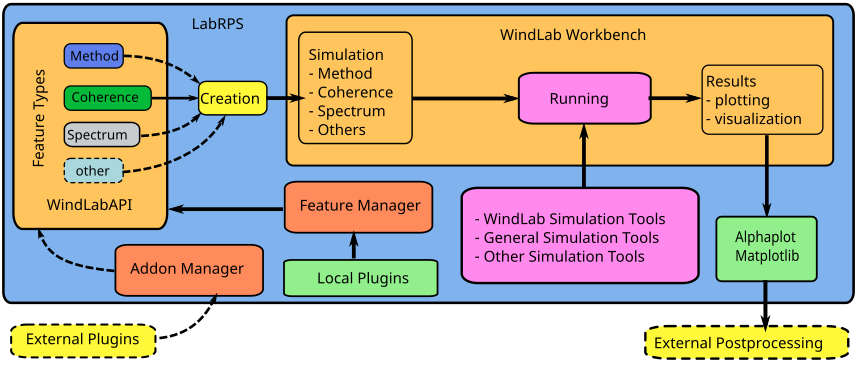 LabRPS
WindLab Workbench
Feature Types
Method
Coherence
Spectrum
other
WindLabAPI
Creation
Simulation
- Method
- Coherence
- Spectrum
- Others
Running
Results
- plotting
- visualization
Feature Manager
- WindLab Simulation Tools
- General Simulation Tools
- Other Simulation Tools
Alphaplot
Matplotlib
Addon Manager
Local Plugins
External Plugins
External Postprocessing